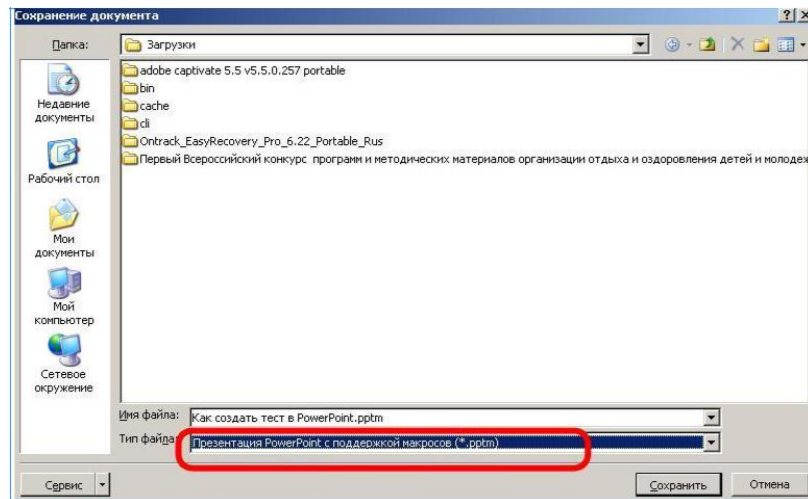 Сохранение документа
Папка:
Загрузки
Недавние документы
Рабочий стол
Мои документы
Мой компьютер
Сетевое окружение
adobe captivate 5.5 v5.5.0.257 portable
bin
cache
cli
Ontrack_EasyRecovery_Pro_6.22_Portable_Rus
Первый Всероссийский конкурс программ и методических материалов организации отдыха и оздоровления детей и молодеж
Имя файла:
Как создать тест в PowerPoint.pptm
Тип файла:
Презентация PowerPoint с поддержкой макросов (*.pptm)
Сервис
Сохранить
Отмена